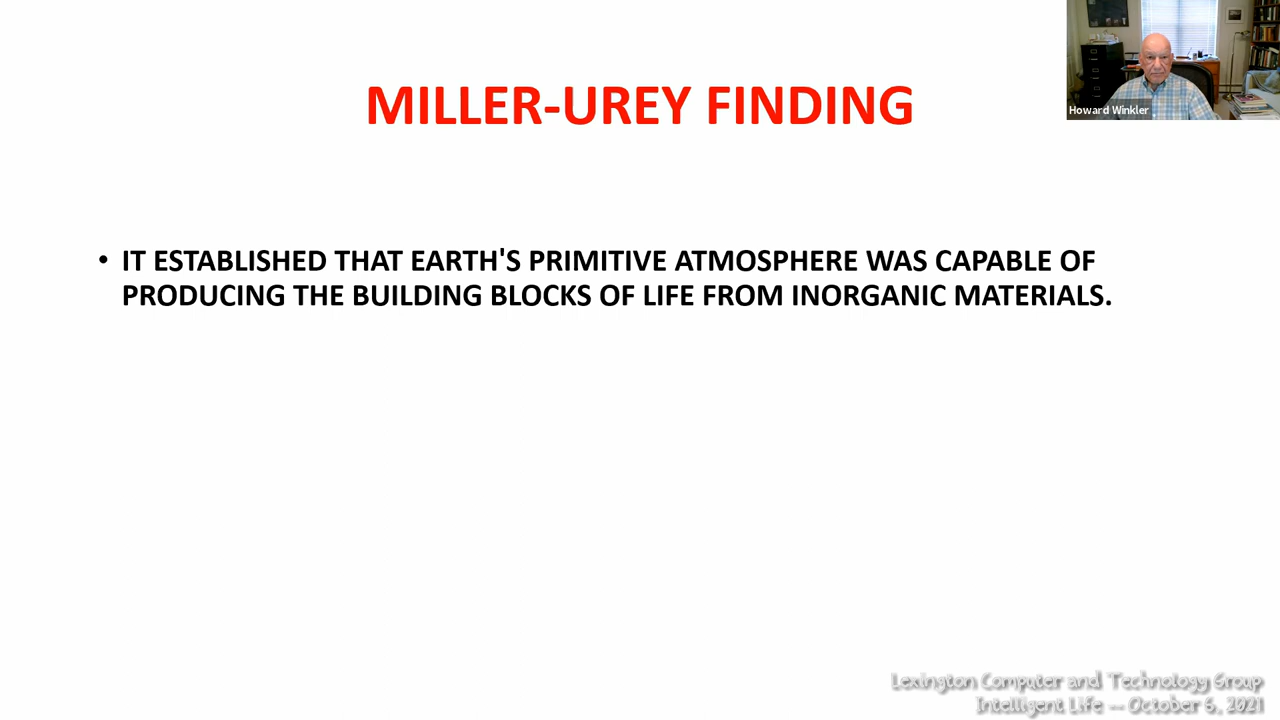 MILLER-UREY FINDING
Howard Winkler
• IT ESTABLISHED THAT EARTH'S PRIMITIVE ATMOSPHERE WAS CAPABLE OF
PRODUCING THE BUILDING BLOCKS OF LIFE FROM INORGANIC MATERIALS.
Lexington Computer and Technology Group
Intelligent Life -- October 6, 2021